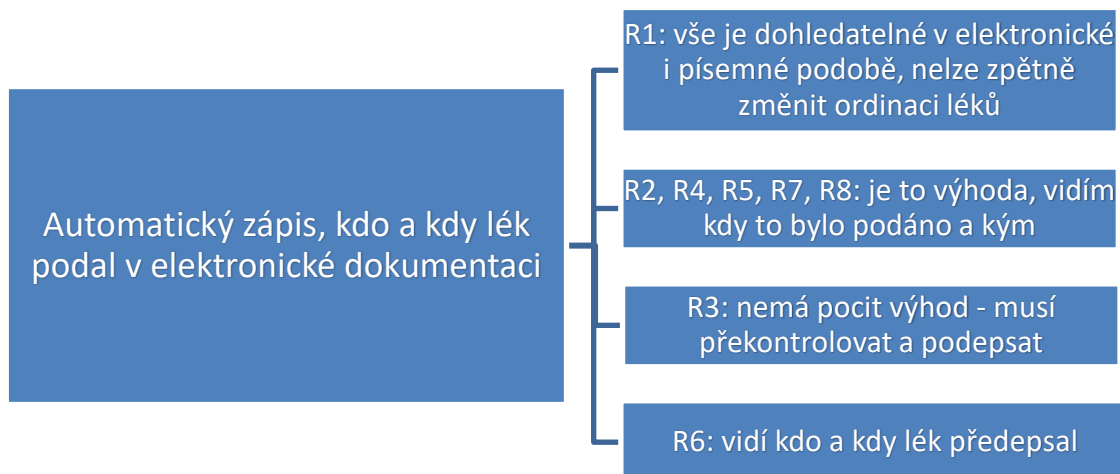 Automatický zápis, kdo a kdy lék
podal v elektronické dokumentaci
R1: vše je dohledatelné v elektronické
i písemné podobě, nelze zpětně
změnit ordinaci léků
R2, R4, R5, R7, R8: je to výhoda, vidím
kdy to bylo podáno a kým
R3: nemá pocit výhod - musí
překontrolovat a podepsat
R6: vidí kdo a kdy lék předepsal